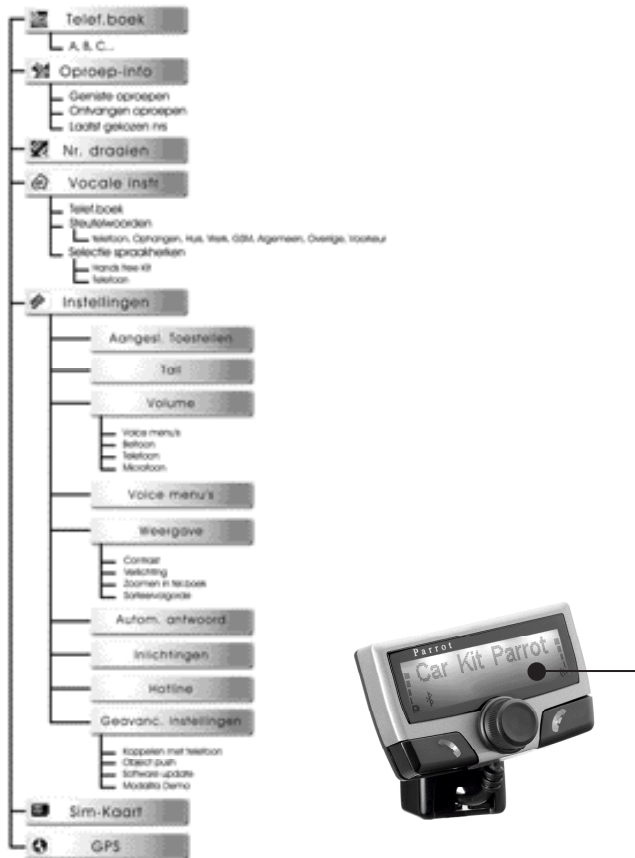 Telef.boek
A, B, C...
Oproep-info
Gemiste oproepen
Ontvangen oproepen
Laatst gekozen nrs
Nr. draaien
Vocale instr
Telef.boek
Sleutelwoorden
Telefoon, Ophangen, Huis, Werk, GSM, Algemeen, Overige, Voorkeur
Selectie spraakherken
Hands free Kit
Telefoon
Instellingen
Aangesl. Toestellen
Tail
Volume
Voice menu's
Beltoon
Telefoon
Microfoon
Voice menu's
Weergave
Contrast
Verlichting
Zoomen in tel.boek
Sorteervolgorde
Autom. antwoord
Inlichtingen
Hotline
Geavanc. Instellingen
Koppelen met telefoon
Object push
Software update
Modalita Demo
Sim-Kaart
GPS
Parrot
Car Kit Parrot